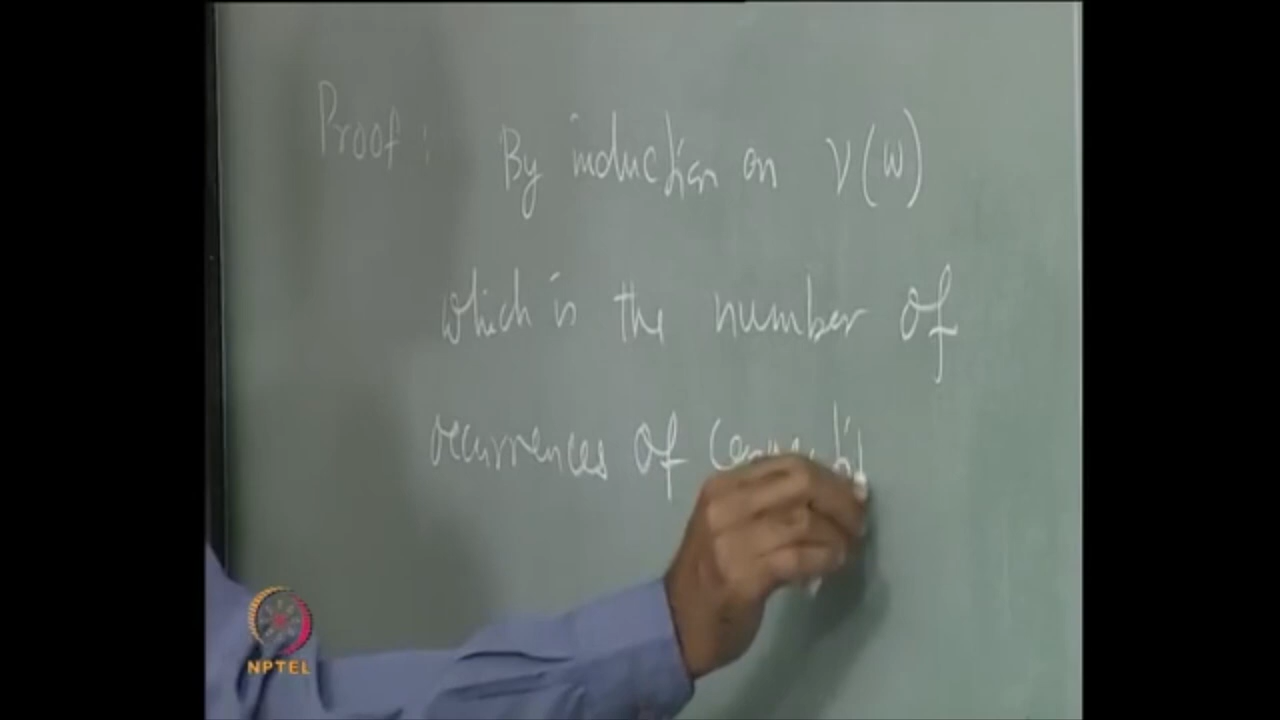 Proof : By induction on ν(w)
which is the number of
occurrences of
NPTEL